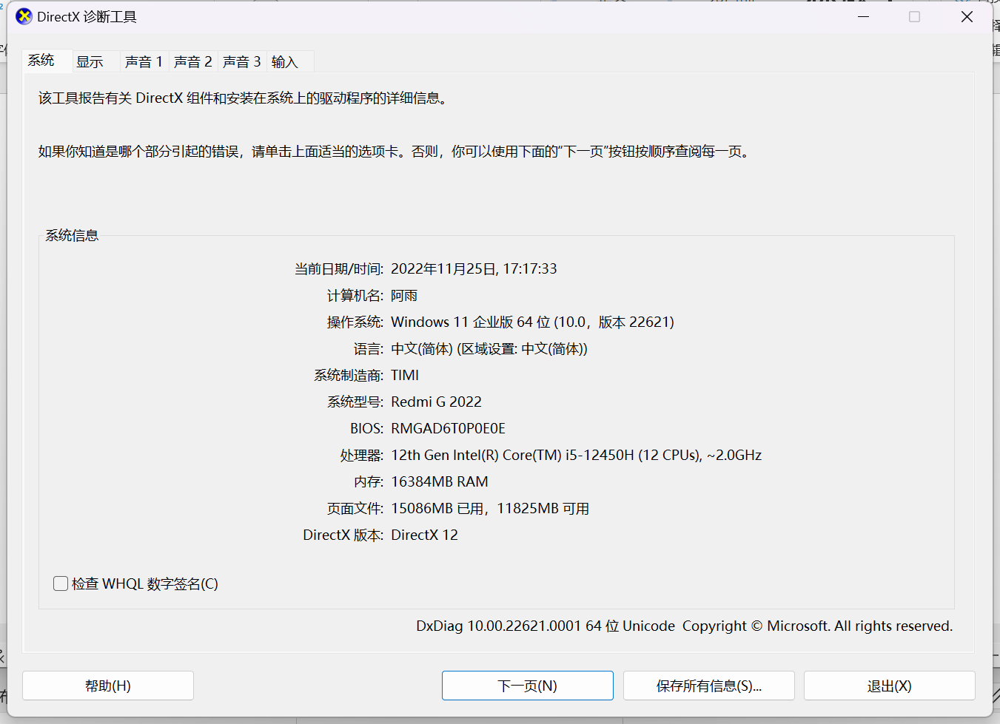 DirectX 诊断工具
系统 显示 声音 1 声音 2 声音 3 输入
该工具报告有关 DirectX 组件和安装在系统上的驱动程序的详细信息。
如果你知道是哪个部分引起的错误，请单击上面适当的选项卡。否则，你可以使用下面的“下一页”按钮按顺序查阅每一页。
系统信息
当前日期/时间: 2022年11月25日, 17:17:33
计算机名: 阿雨
操作系统: Windows 11 企业版 64 位 (10.0，版本 22621)
语言: 中文(简体) (区域设置: 中文(简体))
系统制造商: TIMI
系统型号: Redmi G 2022
BIOS: RMGAD6T0P0E0E
处理器: 12th Gen Intel(R) Core(TM) i5-12450H (12 CPUs), ~2.0GHz
内存: 16384MB RAM
页面文件: 15086MB 已用，11825MB 可用
DirectX 版本: DirectX 12
检查 WHQL 数字签名(C)
DxDiag 10.00.22621.0001 64 位 Unicode Copyright © Microsoft. All rights reserved.
帮助(H) 下一页(N) 保存所有信息(S)... 退出(X)